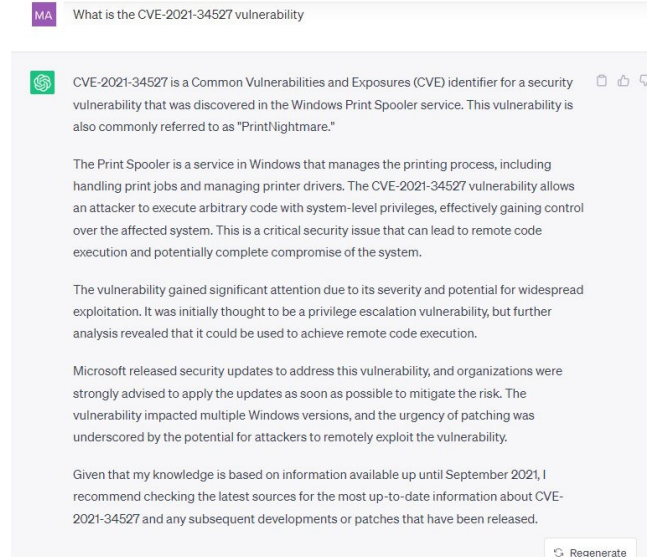 MA What is the CVE-2021-34527 vulnerability
CVE-2021-34527 is a Common Vulnerabilities and Exposures (CVE) identifier for a security
vulnerability that was discovered in the Windows Print Spooler service. This vulnerability is
also commonly referred to as "PrintNightmare."
The Print Spooler is a service in Windows that manages the printing process, including
handling print jobs and managing printer drivers. The CVE-2021-34527 vulnerability allows
an attacker to execute arbitrary code with system-level privileges, effectively gaining control
over the affected system. This is a critical security issue that can lead to remote code
execution and potentially complete compromise of the system.
The vulnerability gained significant attention due to its severity and potential for widespread
exploitation. It was initially thought to be a privilege escalation vulnerability, but further
analysis revealed that it could be used to achieve remote code execution.
Microsoft released security updates to address this vulnerability, and organizations were
strongly advised to apply the updates as soon as possible to mitigate the risk. The
vulnerability impacted multiple Windows versions, and the urgency of patching was
underscored by the potential for attackers to remotely exploit the vulnerability.
Given that my knowledge is based on information available up until September 2021, I
recommend checking the latest sources for the most up-to-date information about CVE-
2021-34527 and any subsequent developments or patches that have been released.
Regenerate